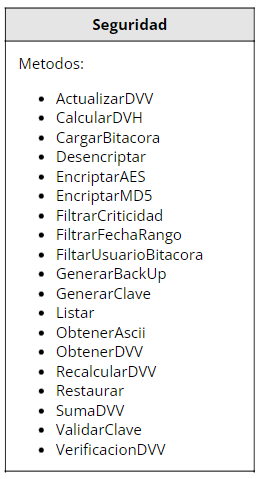 Seguridad
Metodos:
• ActualizarDVV
• CalcularDVH
• CargarBitacora
• Desencriptar
• EncriptarAES
• EncriptarMD5
• FiltrarCriticidad
• FiltrarFechaRango
• FiltarUsuarioBitacora
• GenerarBackUp
• GenerarClave
• Listar
• ObtenerAscii
• ObtenerDVV
• RecalcularDVV
• Restaurar
• SumaDVV
• ValidarClave
• VerificacionDVV